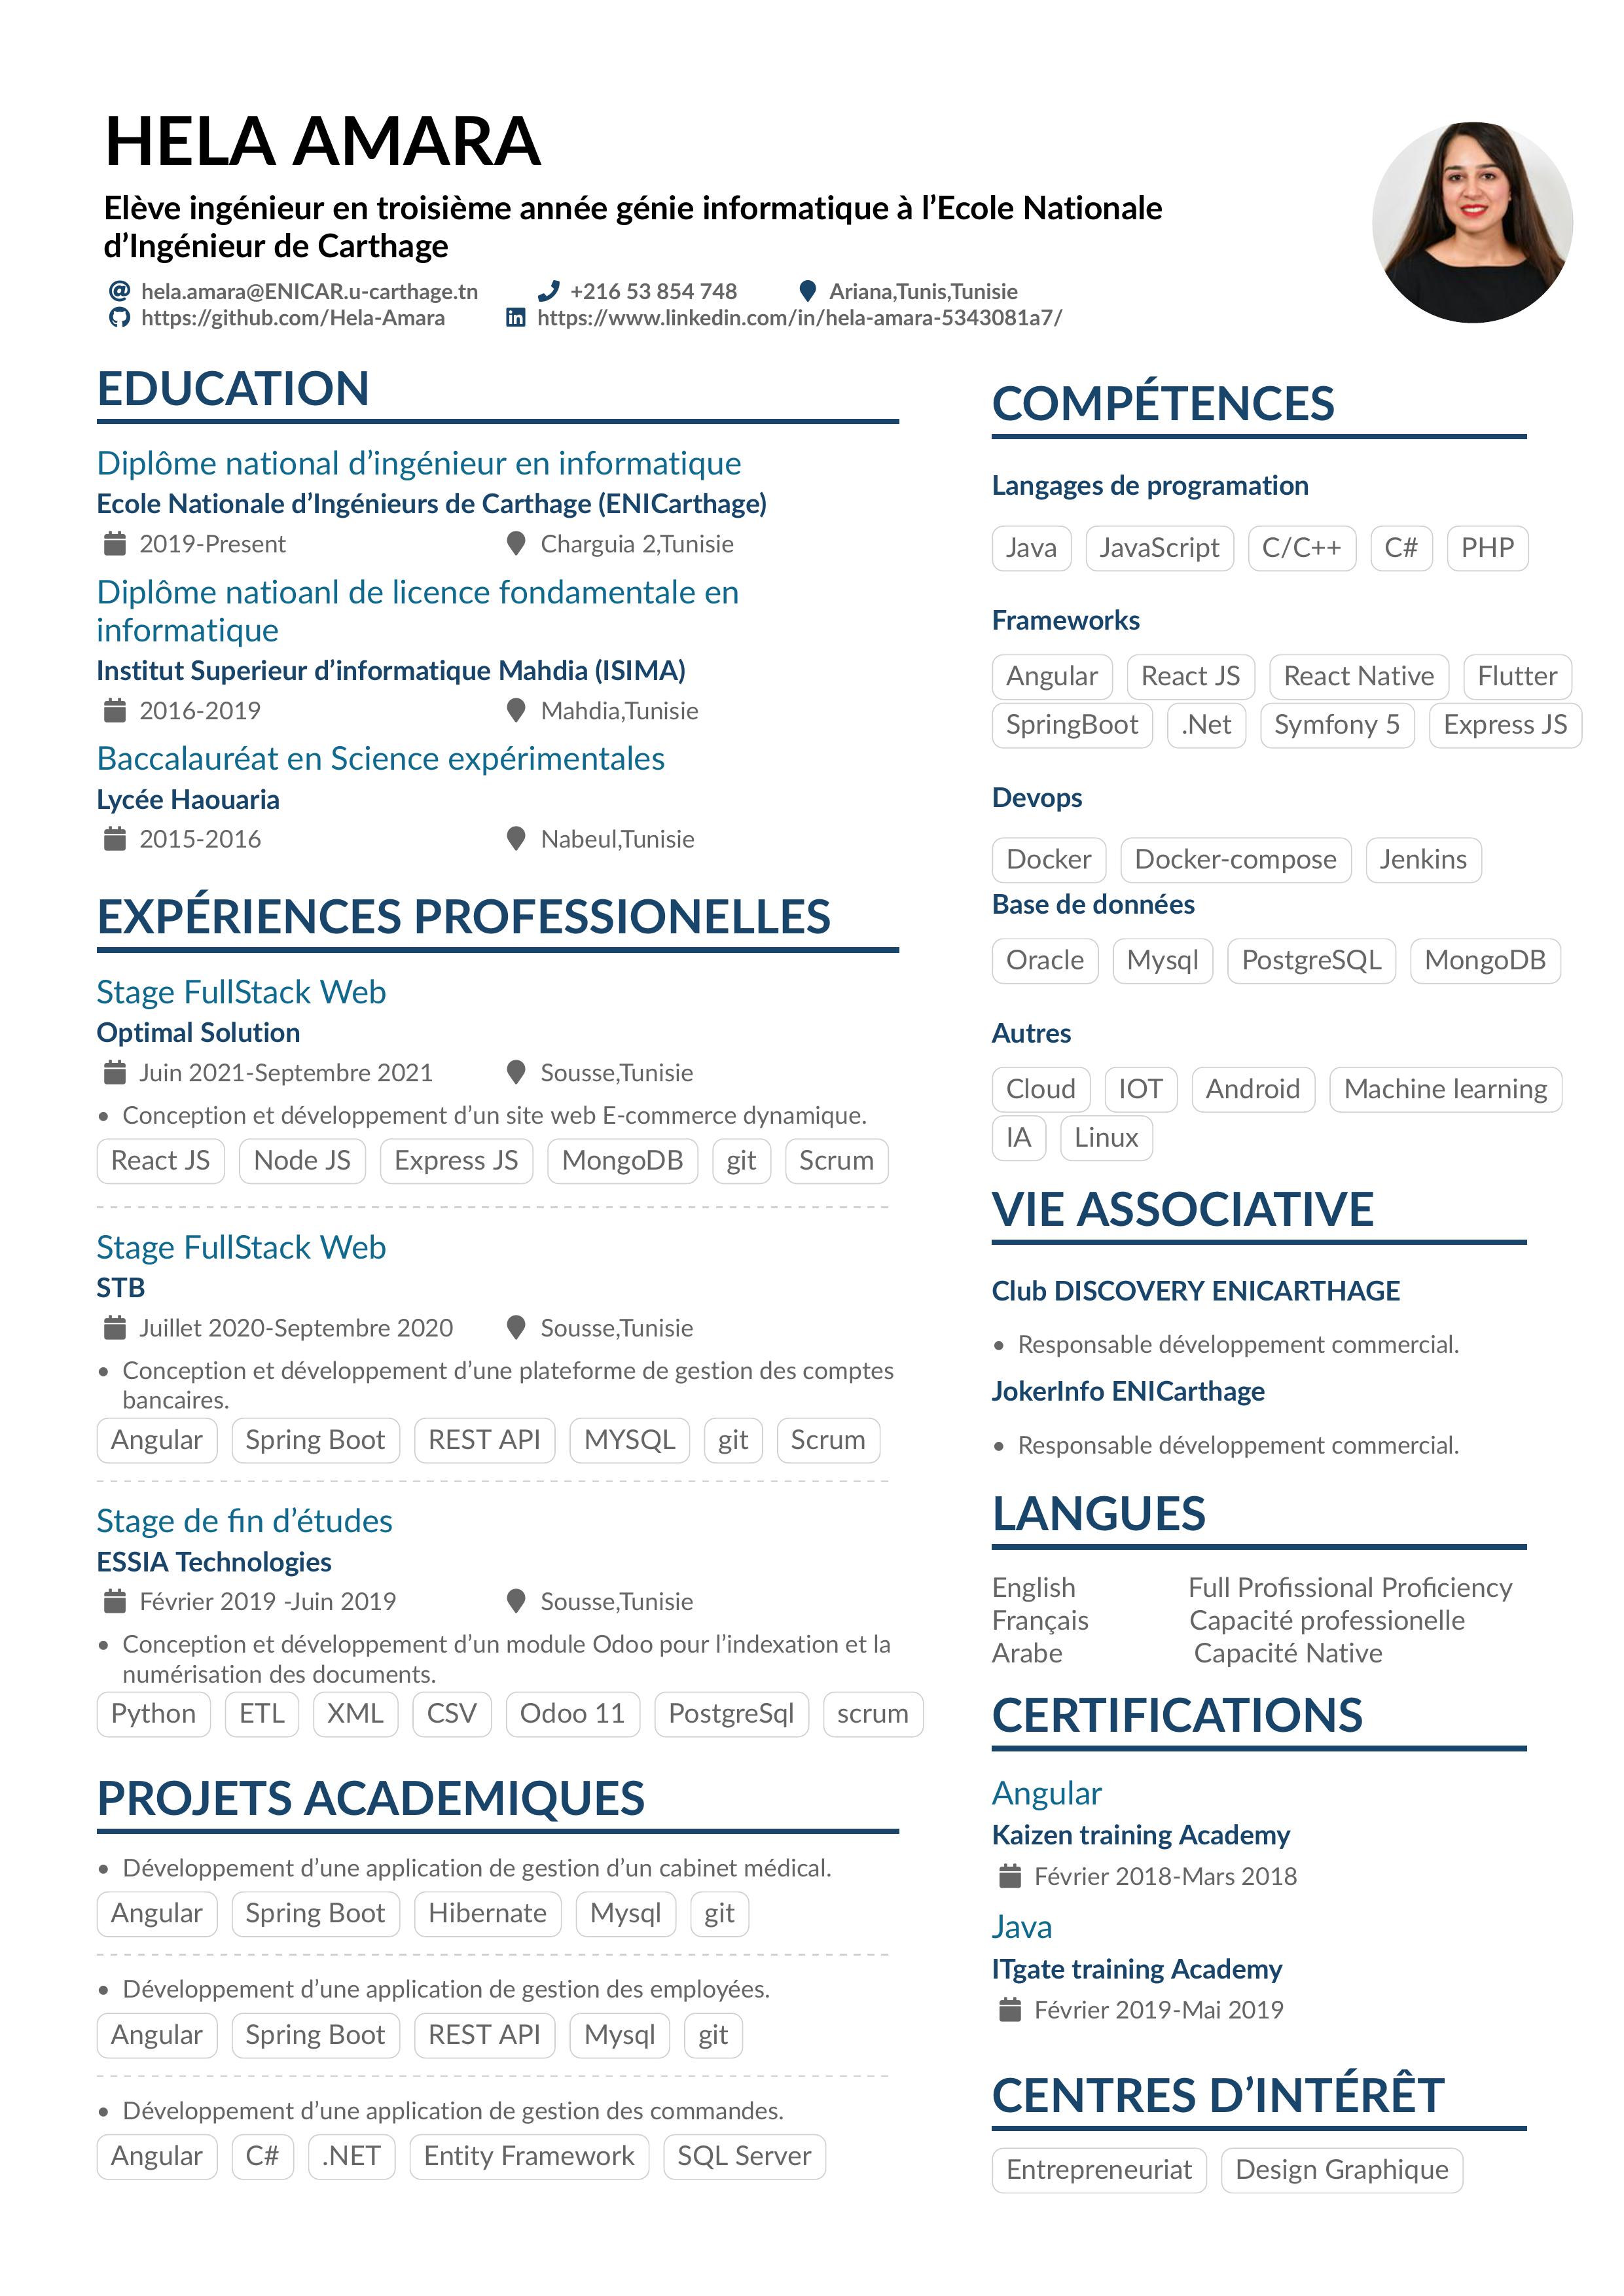 HELA AMARA
Elève ingénieur en troisième année génie informatique à l’Ecole Nationale
d’Ingénieur de Carthage
hela.amara@ENICAR.u-carthage.tn +216 53 854 748 Ariana,Tunis,Tunisie
https://github.com/Hela-Amara https://www.linkedin.com/in/hela-amara-5343081a7/
EDUCATION
Diplôme national d’ingénieur en informatique
Ecole Nationale d’Ingénieurs de Carthage (ENICarthage)
2019-Present Charguia 2,Tunisie
Diplôme natioanl de licence fondamentale en
informatique
Institut Superieur d’informatique Mahdia (ISIMA)
2016-2019 Mahdia,Tunisie
Baccalauréat en Science expérimentales
Lycée Haouaria
2015-2016 Nabeul,Tunisie
EXPÉRIENCES PROFESSIONELLES
Stage FullStack Web
Optimal Solution
Juin 2021-Septembre 2021 Sousse,Tunisie
• Conception et développement d’un site web E-commerce dynamique.
React JS Node JS Express JS MongoDB git Scrum
Stage FullStack Web
STB
Juillet 2020-Septembre 2020 Sousse,Tunisie
• Conception et développement d’une plateforme de gestion des comptes
bancaires.
Angular Spring Boot REST API MYSQL git Scrum
Stage de fin d’études
ESSIA Technologies
Février 2019 -Juin 2019 Sousse,Tunisie
• Conception et développement d’un module Odoo pour l’indexation et la
numérisation des documents.
Python ETL XML CSV Odoo 11 PostgreSql scrum
PROJETS ACADEMIQUES
• Développement d’une application de gestion d’un cabinet médical.
Angular Spring Boot Hibernate Mysql git
• Développement d’une application de gestion des employées.
Angular Spring Boot REST API Mysql git
• Développement d’une application de gestion des commandes.
Angular C# .NET Entity Framework SQL Server
COMPÉTENCES
Langages de programation
Java JavaScript C/C++ C# PHP
Frameworks
Angular React JS React Native Flutter
SpringBoot .Net Symfony 5 Express JS
Devops
Docker Docker-compose Jenkins
Base de données
Oracle Mysql PostgreSQL MongoDB
Autres
Cloud IOT Android Machine learning
IA Linux
VIE ASSOCIATIVE
Club DISCOVERY ENICARTHAGE
• Responsable développement commercial.
JokerInfo ENICarthage
• Responsable développement commercial.
LANGUES
English Full Profissional Proficiency
Français Capacité professionelle
Arabe Capacité Native
CERTIFICATIONS
Angular
Kaizen training Academy
Février 2018-Mars 2018
Java
ITgate training Academy
Février 2019-Mai 2019
CENTRES D’INTÉRÊT
Entrepreneuriat Design Graphique